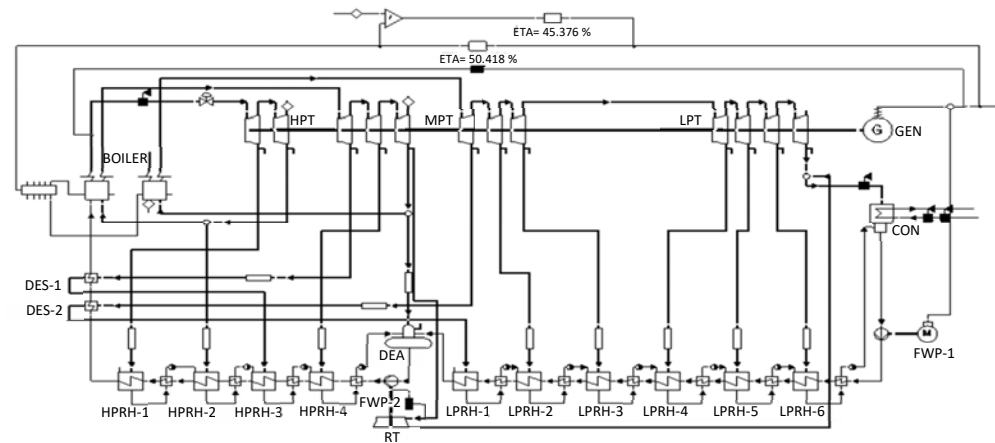 ÉTA= 45.376 %
ETA= 50.418 %
HPT
MPT
LPT
G
GEN
BOILER
CON
DES-1
DES-2
DEA
M
FWP-1
FWP-2
HPRH-1
HPRH-2
HPRH-3
HPRH-4
LPRH-1
LPRH-2
LPRH-3
LPRH-4
LPRH-5
LPRH-6
RT